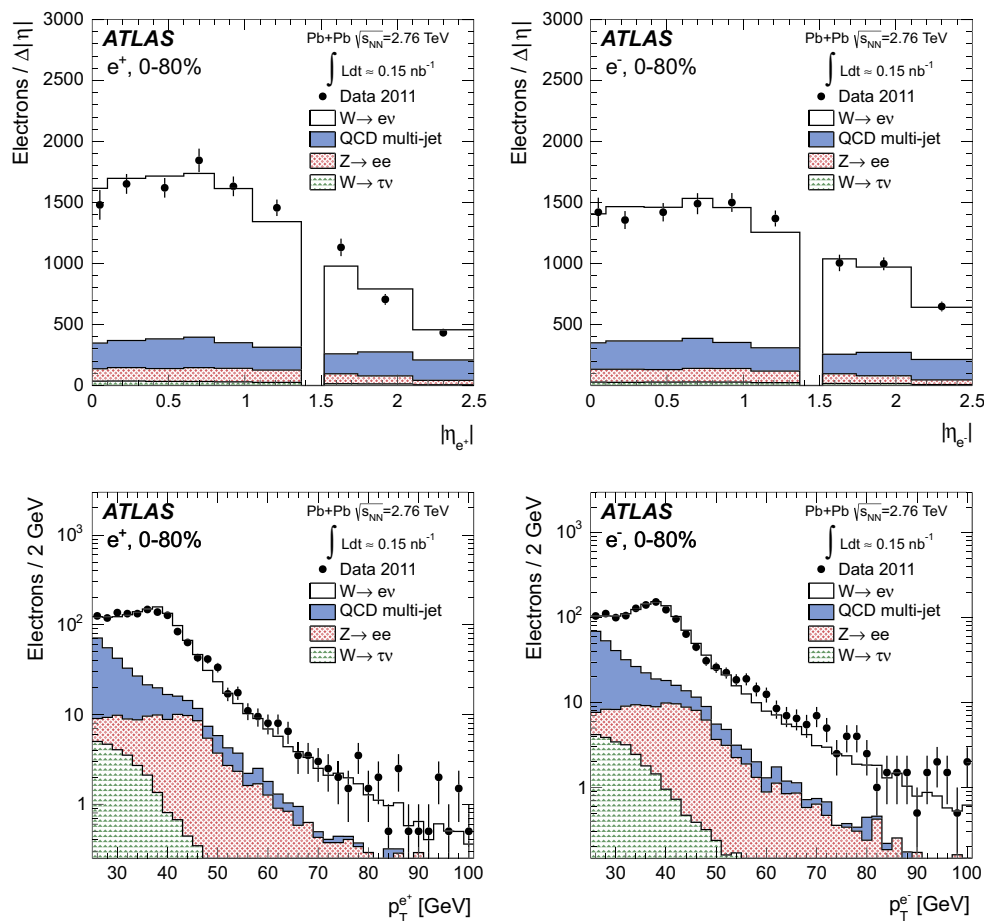 ATLAS
e⁺, 0-80%
Pb+Pb √s_NN=2.76 TeV
∫ Ldt ≈ 0.15 nb⁻¹
Data 2011
W→ eν
QCD multi-jet
Z→ ee
W→ τν
Electrons / Δ|η|
3000
2500
2000
1500
1000
500
0
0 0.5 1 1.5 2 2.5
|η_e⁺|
ATLAS
e⁻, 0-80%
Pb+Pb √s_NN=2.76 TeV
∫ Ldt ≈ 0.15 nb⁻¹
Data 2011
W→ eν
QCD multi-jet
Z→ ee
W→ τν
Electrons / Δ|η|
3000
2500
2000
1500
1000
500
0
0 0.5 1 1.5 2 2.5
|η_e⁻|
ATLAS
e⁺, 0-80%
Pb+Pb √s_NN=2.76 TeV
∫ Ldt ≈ 0.15 nb⁻¹
Data 2011
W→ eν
QCD multi-jet
Z→ ee
W→ τν
Electrons / 2 GeV
10³
10²
10
1
30 40 50 60 70 80 90 100
p_T^e⁺ [GeV]
ATLAS
e⁻, 0-80%
Pb+Pb √s_NN=2.76 TeV
∫ Ldt ≈ 0.15 nb⁻¹
Data 2011
W→ eν
QCD multi-jet
Z→ ee
W→ τν
Electrons / 2 GeV
10³
10²
10
1
30 40 50 60 70 80 90 100
p_T^e⁻ [GeV]